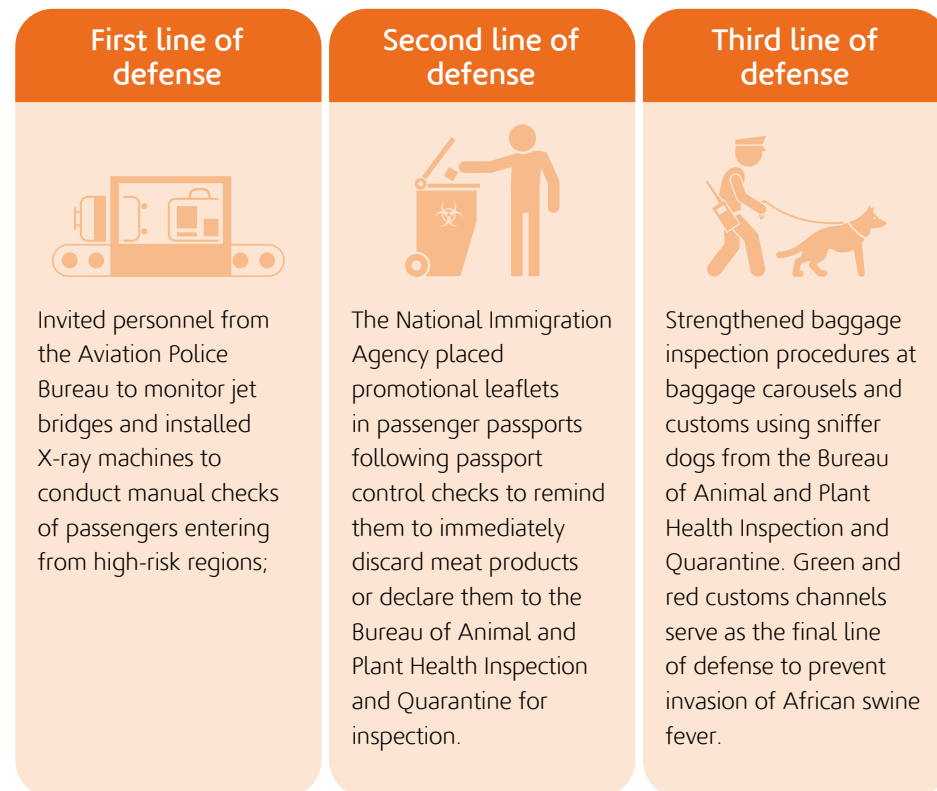 First line of
defense
Invited personnel from
the Aviation Police
Bureau to monitor jet
bridges and installed
X-ray machines to
conduct manual checks
of passengers entering
from high-risk regions;
Second line of
defense
The National Immigration
Agency placed
promotional leaflets
in passenger passports
following passport
control checks to remind
them to immediately
discard meat products
or declare them to the
Bureau of Animal and
Plant Health Inspection
and Quarantine for
inspection.
Third line of
defense
Strengthened baggage
inspection procedures at
baggage carousels and
customs using sniffer
dogs from the Bureau
of Animal and Plant
Health Inspection and
Quarantine. Green and
red customs channels
serve as the final line
of defense to prevent
invasion of African swine
fever.